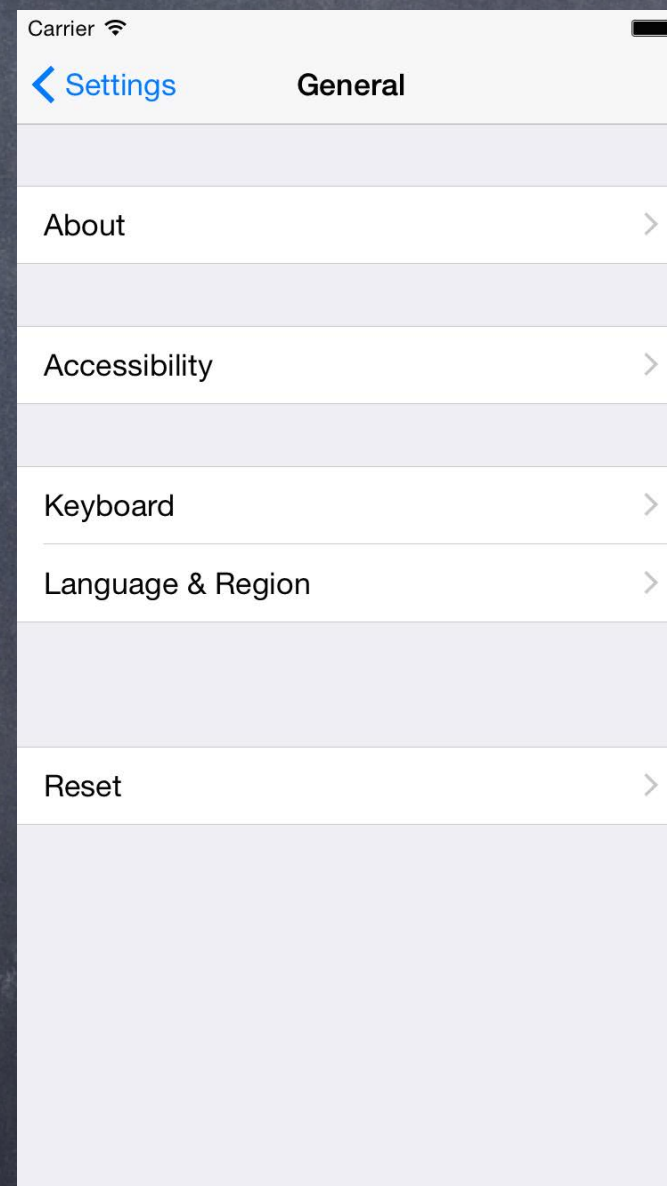 Carrier
Settings
General
About
Accessibility
Keyboard
Language & Region
Reset